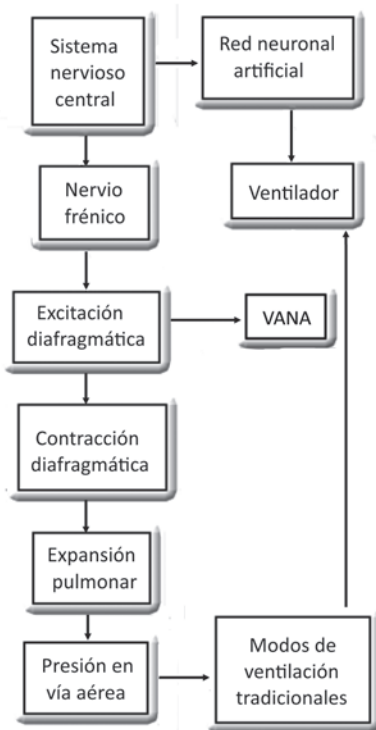 Sistema
nervioso
central
Red neuronal
artificial
Nervio
frénico
Ventilador
Excitación
diafragmática
VANA
Contracción
diafragmática
Expansión
pulmonar
Presión en
vía aérea
Modos de
ventilación
tradicionales